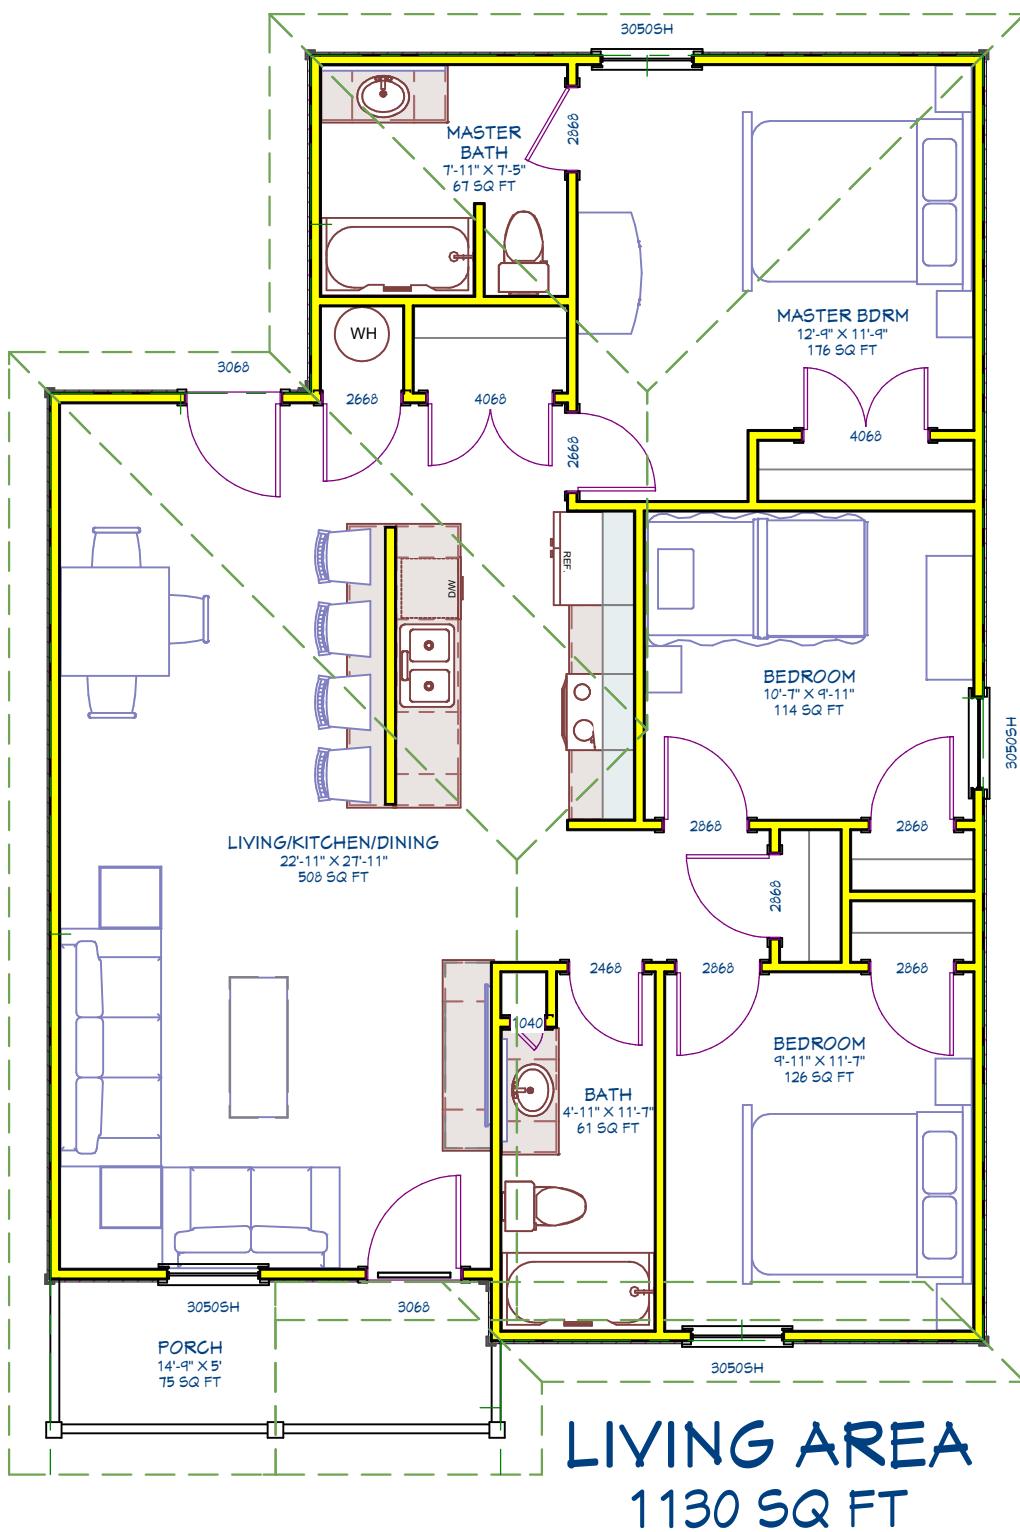 3050SH
MASTER
BATH
7'-11" X 7'-5"
67 SQ FT
2868
WH
MASTER BDRM
12'-9" X 11'-9"
176 SQ FT
3068
2668
4068
2668
4068
REF.
D/W
BEDROOM
10'-7" X 9'-11"
114 SQ FT
3050SH
2868
2868
LIVING/KITCHEN/DINING
22'-11" X 27'-11"
508 SQ FT
2868
2468
2868
2868
1040
BEDROOM
9'-11" X 11'-7"
126 SQ FT
BATH
4'-11" X 11'-7"
61 SQ FT
3050SH
3068
PORCH
14'-9" X 5'
75 SQ FT
3050SH
LIVING AREA
1130 SQ FT